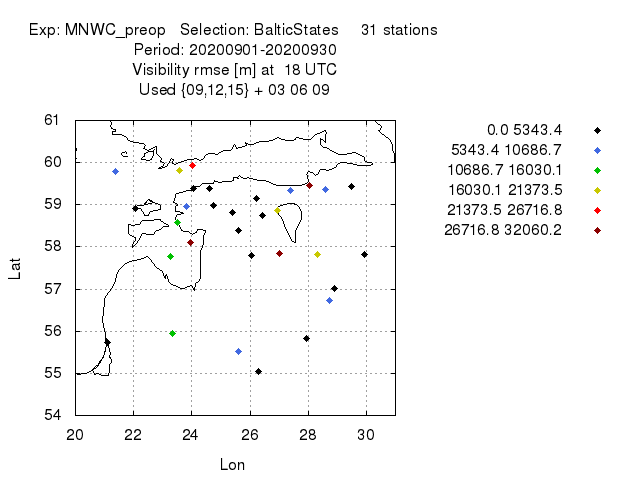 Exp: MNWC_preop Selection: BalticStates 31 stations
Period: 20200901-20200930
Visibility rmse [m] at 18 UTC
Used {09,12,15} + 03 06 09
0.0 5343.4
5343.4 10686.7
10686.7 16030.1
16030.1 21373.5
21373.5 26716.8
26716.8 32060.2
61
60
59
58
57
56
55
54
Lat
20 22 24 26 28 30
Lon